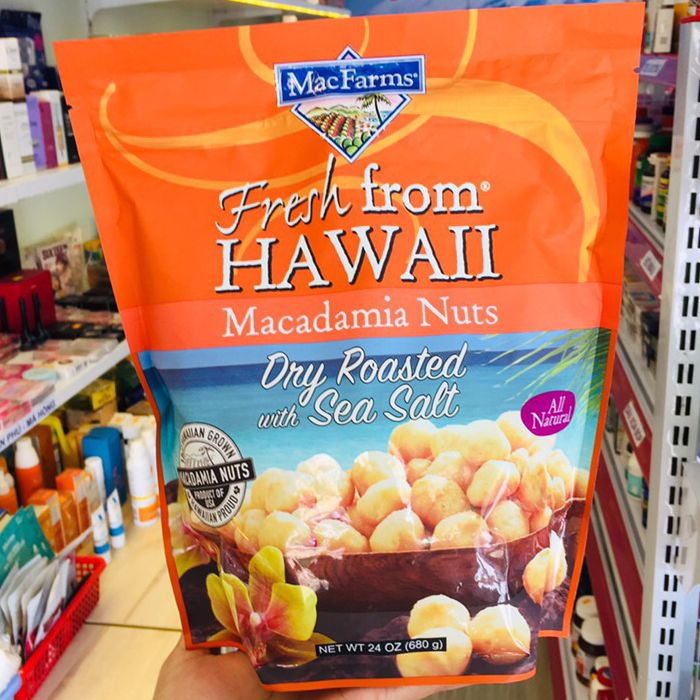 MacFarms®
Fresh from®
HAWAII
Macadamia Nuts
Dry Roasted
with Sea Salt
All
Natural
HAWAIIAN GROWN
MACADAMIA NUTS
PRODUCT OF
USA
HAWAIIAN PROUD
NET WT 24 OZ (680 g)